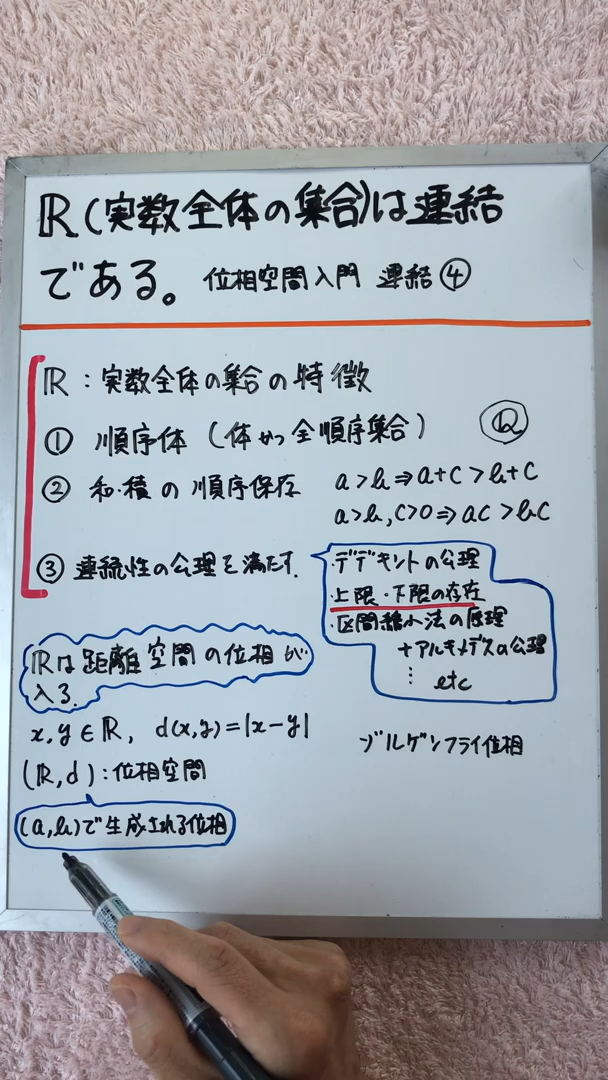 ℝ(実数全体の集合)は連結
である。 位相空間入門 連結④
ℝ:実数全体の集合の特徴
① 順序体 (体かつ全順序集合)
ℚ
② 和・積の順序保存
a>b⇒a+c>b+c
a>b,c>0⇒ac>bc
③ 連続性の公理を満たす.
・デデキントの公理
・上限・下限の存在
・区間縮小法の原理
+アルキメデスの公理
⋮ etc
ℝは距離空間の位相が
入る.
x,y∈ℝ, d(x,y)=|x−y|
(ℝ,d):位相空間
(a,b)で生成される位相
ゾルゲンフライ位相